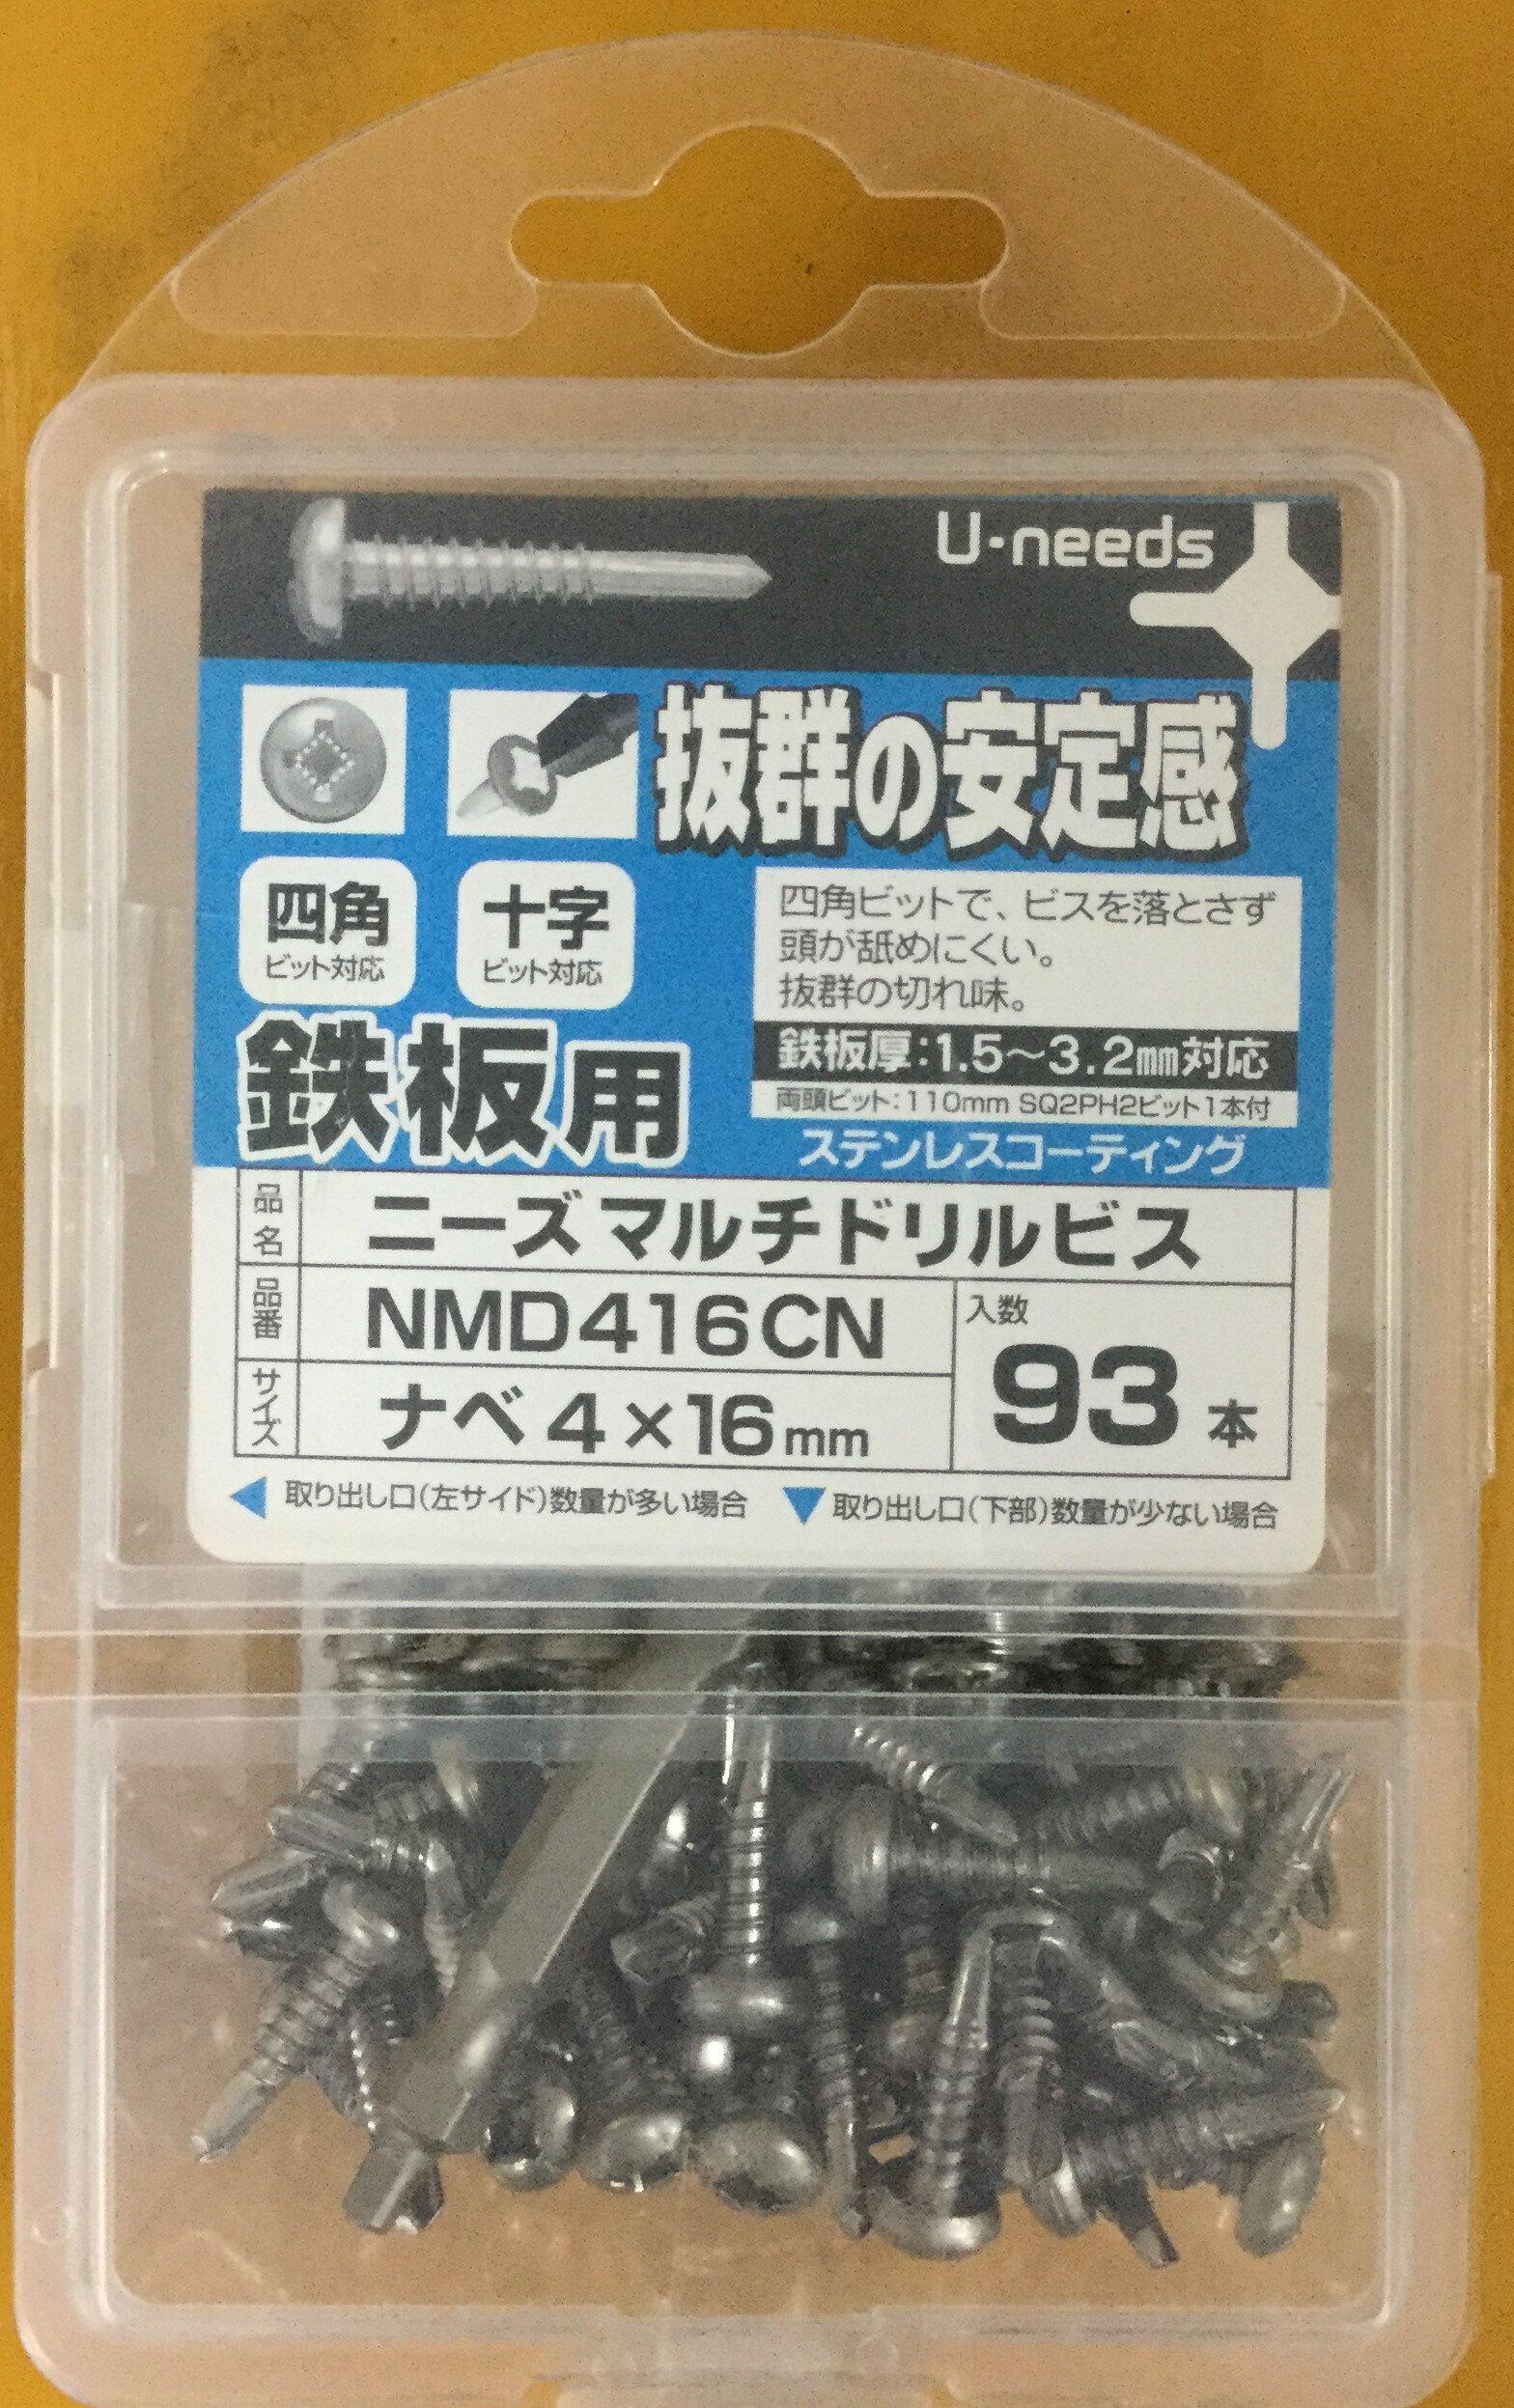 U-needs
抜群の安定感
四角
ビット対応
十字
ビット対応
四角ビットで、ビスを落とさず
頭が舐めにくい。
抜群の切れ味。
鉄板用
鉄板厚:1.5〜3.2㎜対応
両頭ビット:110mm SQ2PH2ビット1本付
ステンレスコーティング
品名 ニーズマルチドリルビス
品番 NMD416CN
サイズ ナベ4×16mm
入数
93本
取り出し口(左サイド)数量が多い場合
取り出し口(下部)数量が少ない場合